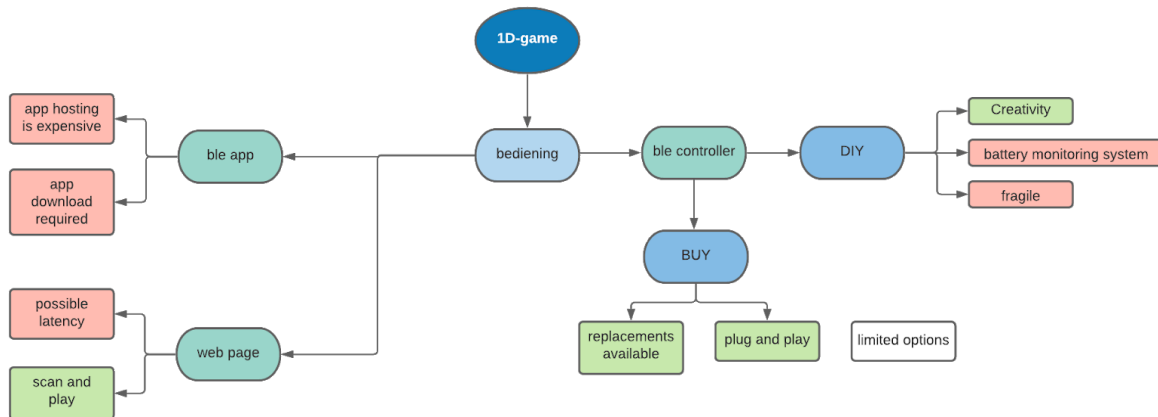 1D-game
app hosting
is expensive
Creativity
ble app
bediening
ble controller
DIY
battery monitoring system
app
download
required
fragile
BUY
possible
latency
web page
replacements
available
plug and play
limited options
scan and
play